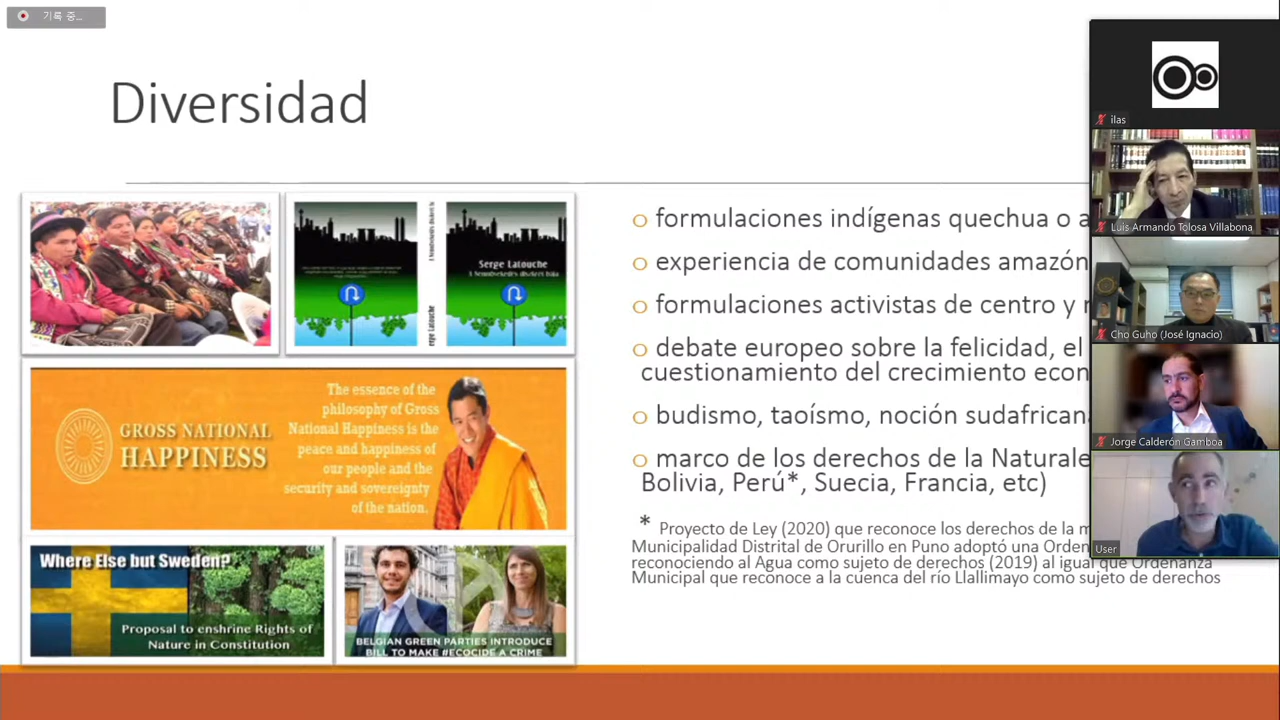 기록 중...
Diversidad
Serge Latouche
GROSS NATIONAL
HAPPINESS
The essence of the
philosophy of Gross
National Happiness is the
peace and happiness of
our people and the
security and sovereignty
of the nation.
Where Else but Sweden?
Proposal to enshrine Rights of
Nature in Constitution
BELGIAN GREEN PARTIES INTRODUCE
BILL TO MAKE #ECOCIDE A CRIME
o formulaciones indígenas quechua o a
o experiencia de comunidades amazón
o formulaciones activistas de centro y
o debate europeo sobre la felicidad, el
cuestionamiento del crecimiento econ
o budismo, taoísmo, noción sudafricana
o marco de los derechos de la Naturale
Bolivia, Perú*, Suecia, Francia, etc)
* Proyecto de Ley (2020) que reconoce los derechos de la m
Municipalidad Distrital de Orurillo en Puno adoptó una Orden
reconociendo al Agua como sujeto de derechos (2019) al igual que Ordenanza
Municipal que reconoce a la cuenca del río Llallimayo como sujeto de derechos
ilas
Luis Armando Tolosa Villabona
Cho Guho (José Ignacio)
Jorge Calderón Gamboa
User